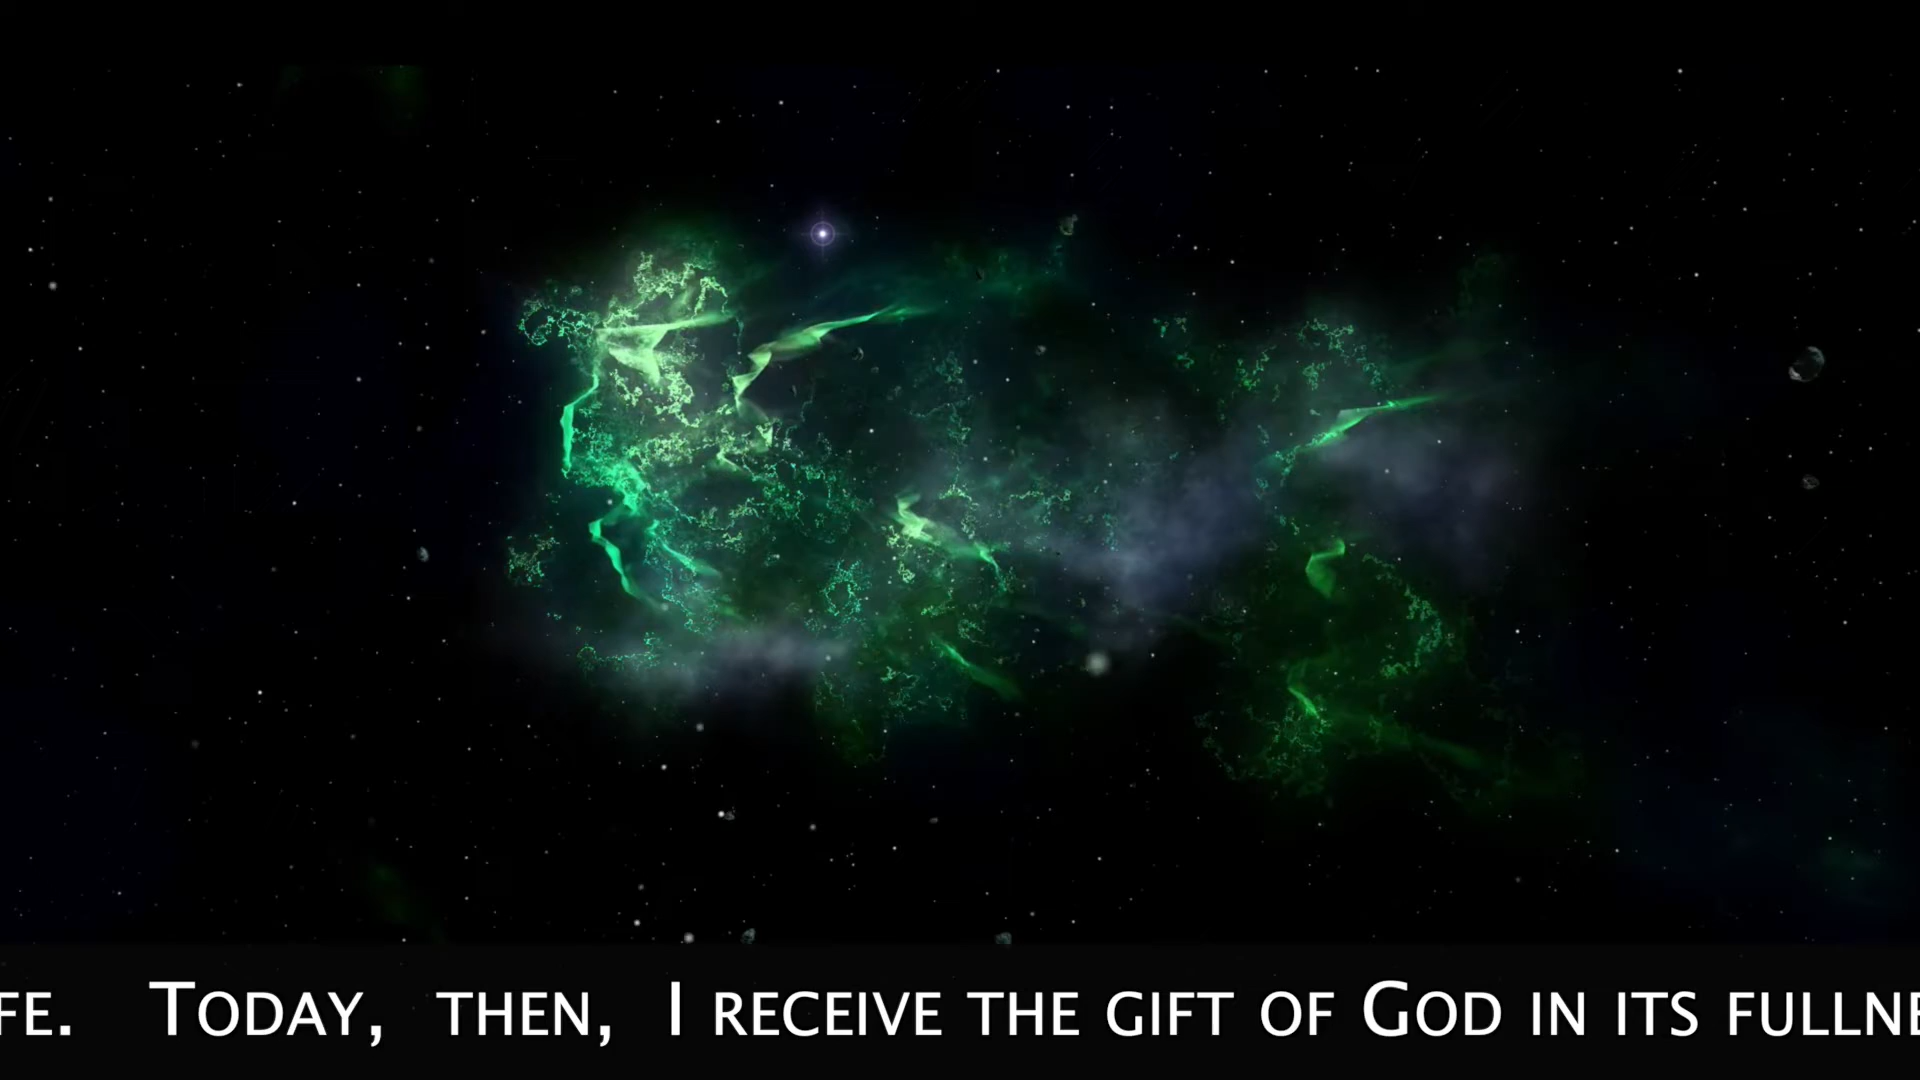 FE. TODAY, THEN, I RECEIVE THE GIFT OF GOD IN ITS FULLNE